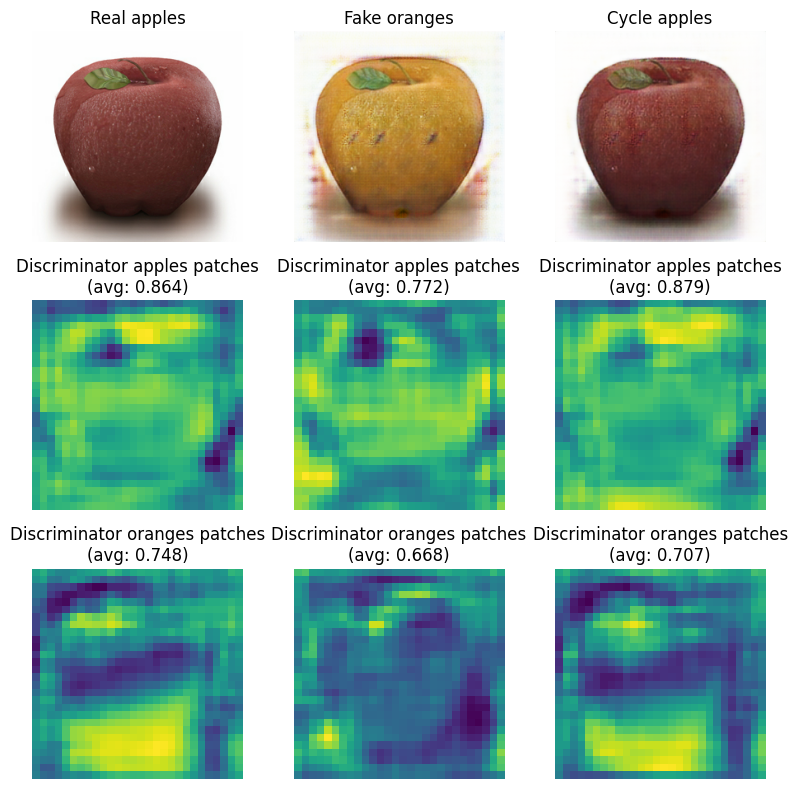 Real apples
Fake oranges
Cycle apples
Discriminator apples patches
(avg: 0.864)
Discriminator apples patches
(avg: 0.772)
Discriminator apples patches
(avg: 0.879)
Discriminator oranges patches
(avg: 0.748)
Discriminator oranges patches
(avg: 0.668)
Discriminator oranges patches
(avg: 0.707)